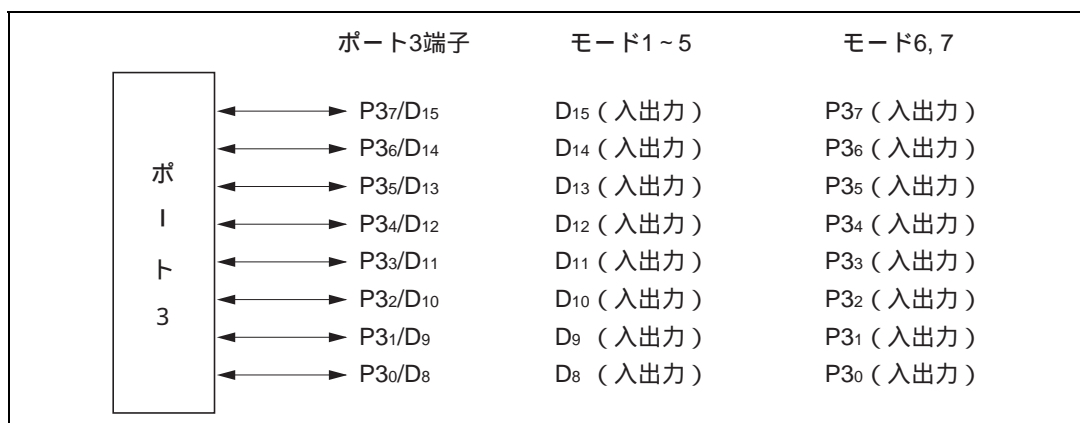 ポート3端子 モード1~5 モード6, 7
P3₇/D₁₅ D₁₅(入出力) P3₇(入出力)
P3₆/D₁₄ D₁₄(入出力) P3₆(入出力)
P3₅/D₁₃ D₁₃(入出力) P3₅(入出力)
P3₄/D₁₂ D₁₂(入出力) P3₄(入出力)
P3₃/D₁₁ D₁₁(入出力) P3₃(入出力)
P3₂/D₁₀ D₁₀(入出力) P3₂(入出力)
P3₁/D₉ D₉(入出力) P3₁(入出力)
P3₀/D₈ D₈(入出力) P3₀(入出力)
ポート3